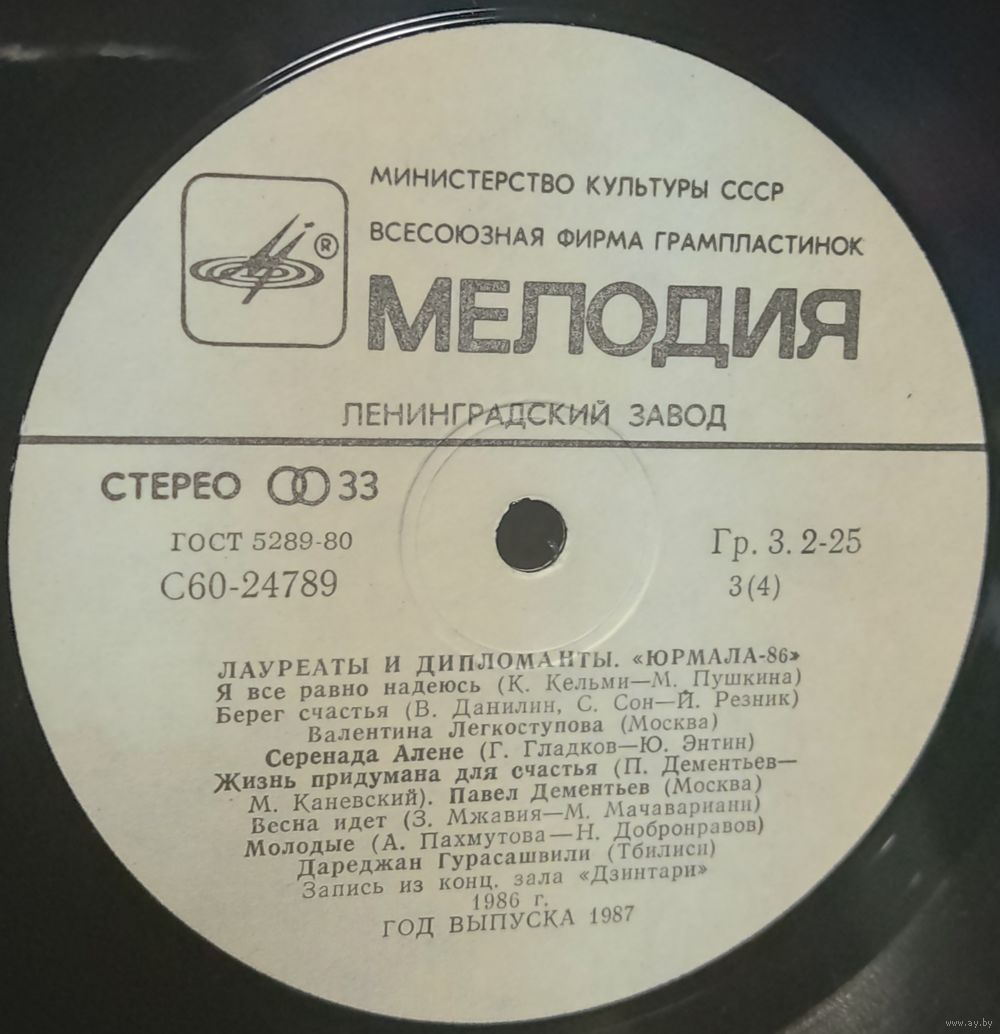 МИНИСТЕРСТВО КУЛЬТУРЫ СССР
ВСЕСОЮЗНАЯ ФИРМА ГРАМПЛАСТИНОК
®
МЕЛОДИЯ
ЛЕНИНГРАДСКИЙ ЗАВОД
СТЕРЕО 33
ГОСТ 5289-80
Гр. 3. 2-25
С60-24789
3(4)
ЛАУРЕАТЫ И ДИПЛОМАНТЫ. «ЮРМАЛА-86»
Я все равно надеюсь (К. Кельми—М. Пушкина)
Берег счастья (В. Данилин, С. Сон—Й. Резник)
Валентина Легкоступова (Москва)
Серенада Алене (Г. Гладков—Ю. Энтин)
Жизнь придумана для счастья (П. Дементьев—
М. Каневский). Павел Дементьев (Москва)
Весна идет (З. Мжавия—М. Мачавариани)
Молодые (А. Пахмутова—Н. Добронравов)
Дареджан Гурасашвили (Тбилиси)
Запись из конц. зала «Дзинтари»
1986 г.
ГОД ВЫПУСКА 1987
www.ay.by